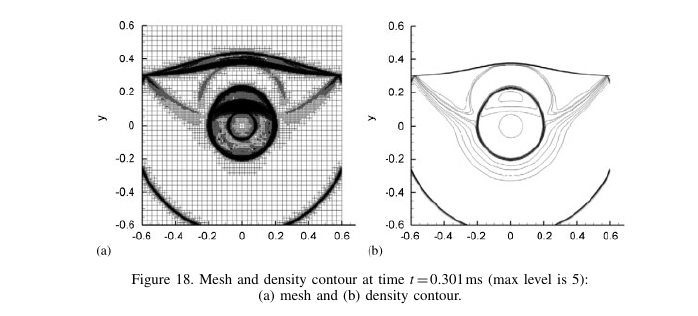 0.6
0.4
0.2
0
-0.2
-0.4
-0.6
y
-0.6 -0.4 -0.2 0 0.2 0.4 0.6
(a)
0.6
0.4
0.2
0
-0.2
-0.4
-0.6
y
-0.6 -0.4 -0.2 0 0.2 0.4 0.6
(b)
Figure 18. Mesh and density contour at time t=0.301 ms (max level is 5):
(a) mesh and (b) density contour.